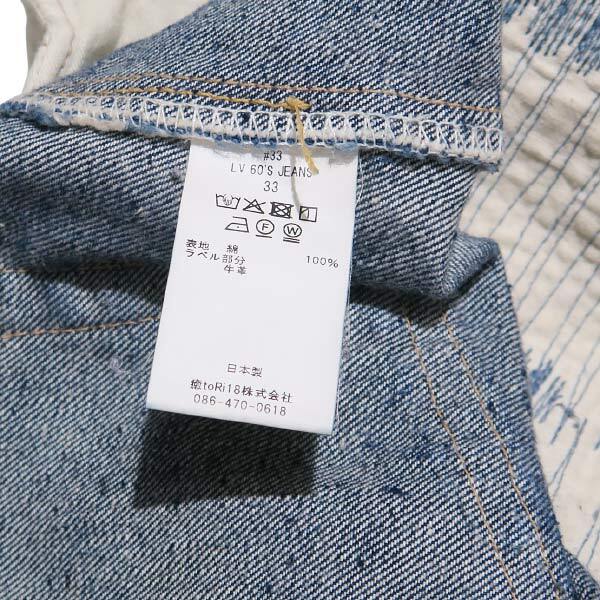 #33
LV 60'S JEANS
33
F W
表地 綿 100%
ラベル部分
牛革
日本製
癒toRi18株式会社
086-470-0618